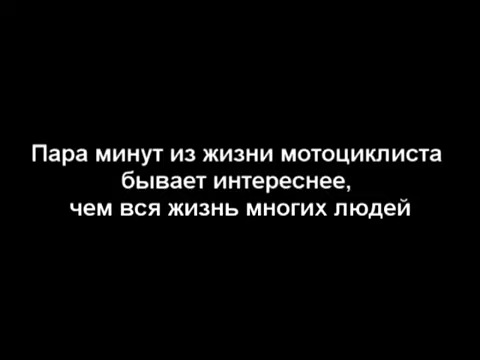 Пара минут из жизни мотоциклиста
бывает интереснее,
чем вся жизнь многих людей